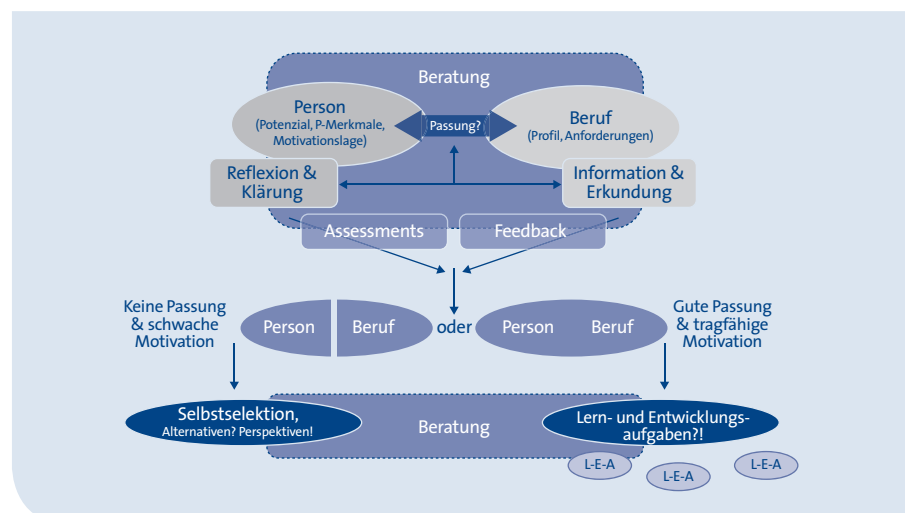 Beratung
Person
(Potenzial, P-Merkmale,
Motivationslage)
Passung?
Beruf
(Profil, Anforderungen)
Reflexion &
Klärung
Information &
Erkundung
Assessments
Feedback
Keine Passung
& schwache
Motivation
Person
Beruf
oder
Person
Beruf
Gute Passung
& tragfähige
Motivation
Selbstselektion,
Alternativen? Perspektiven!
Beratung
Lern- und Entwicklungs-
aufgaben?!
L-E-A
L-E-A
L-E-A